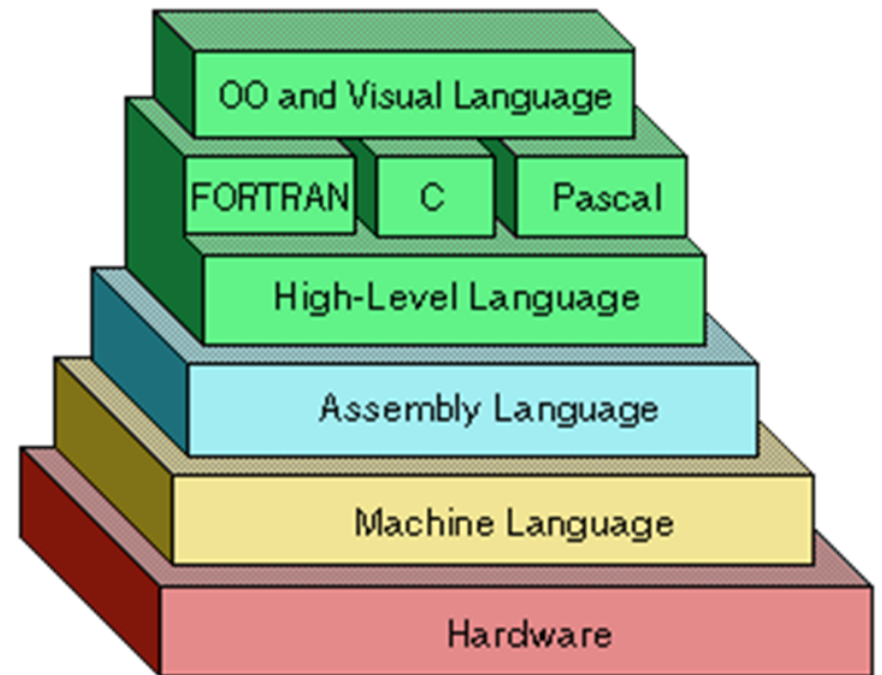 OO and Visual Language
FORTRAN C Pascal
High-Level Language
Assembly Language
Machine Language
Hardware